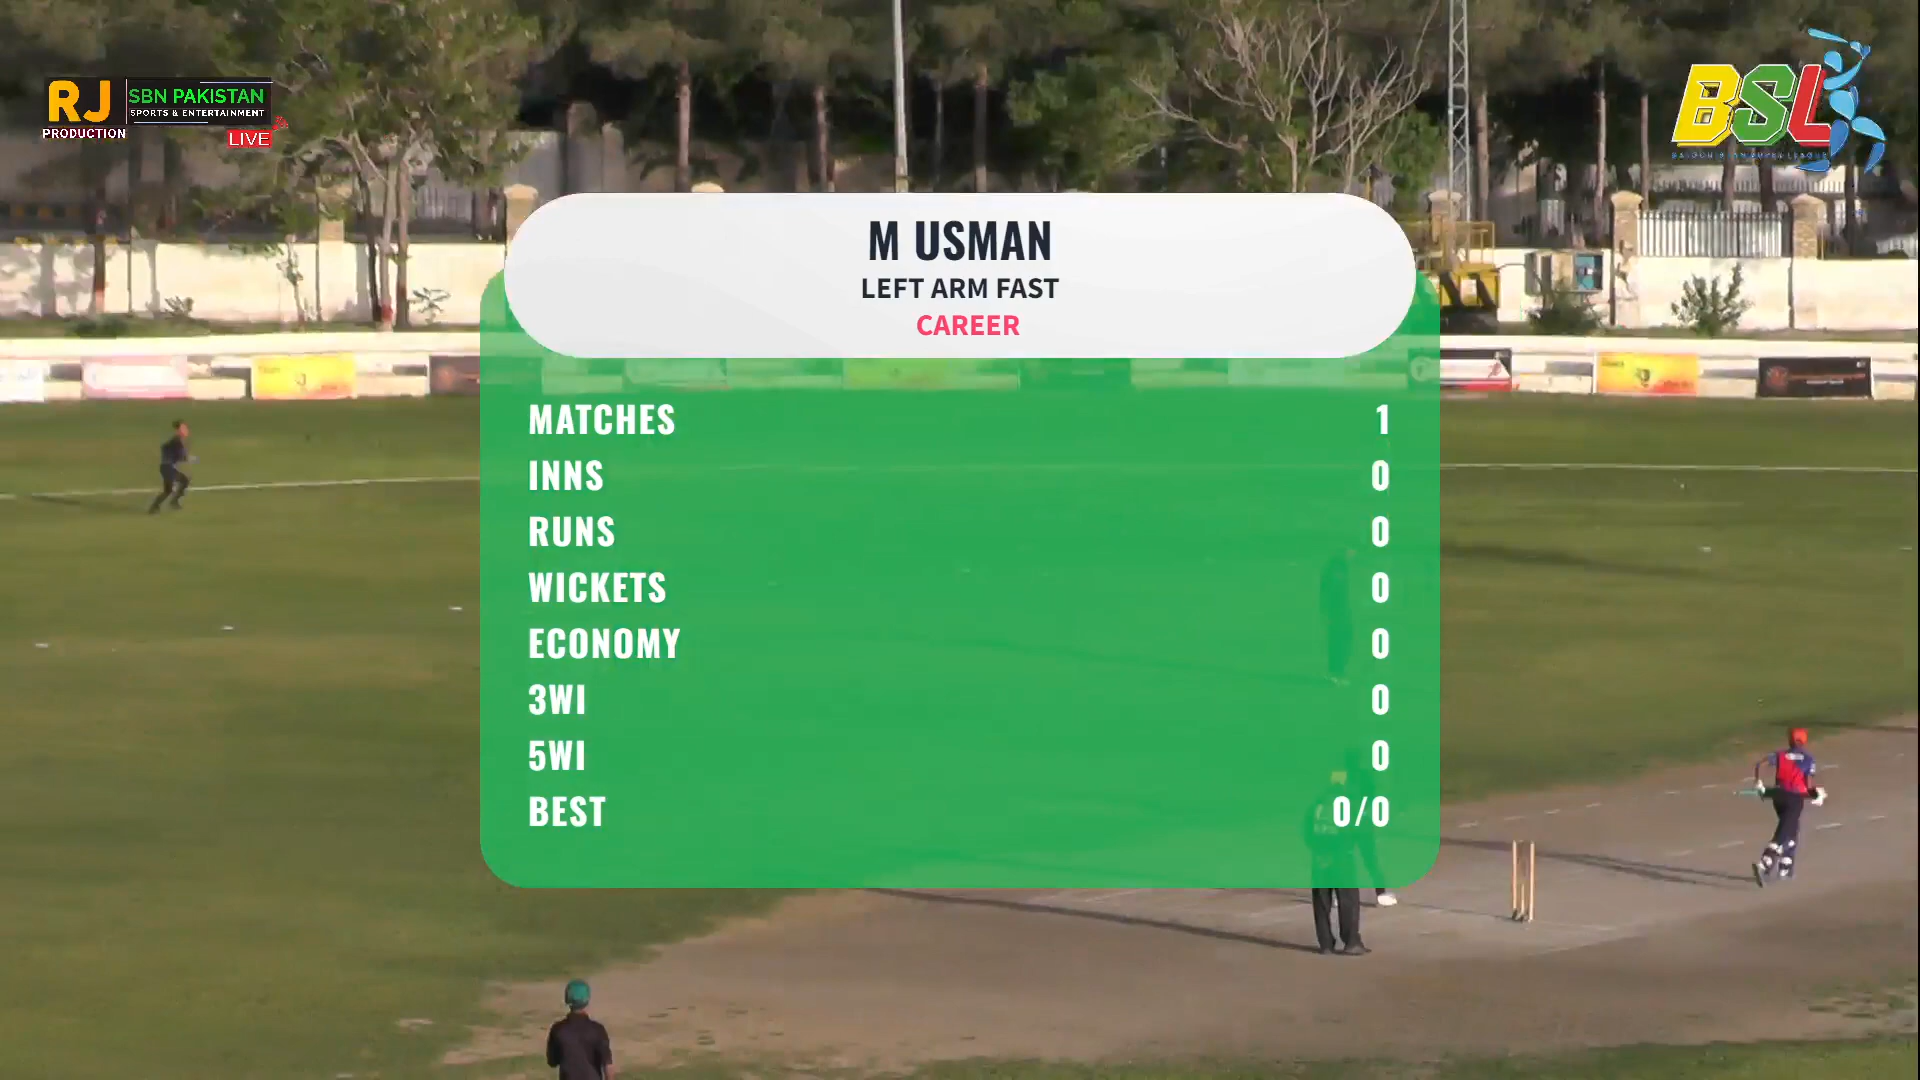 RJ
PRODUCTION
SBN PAKISTAN
SPORTS & ENTERTAINMENT
LIVE
BSL
M USMAN
LEFT ARM FAST
CAREER
MATCHES 1
INNS 0
RUNS 0
WICKETS 0
ECONOMY 0
3WI 0
5WI 0
BEST 0/0